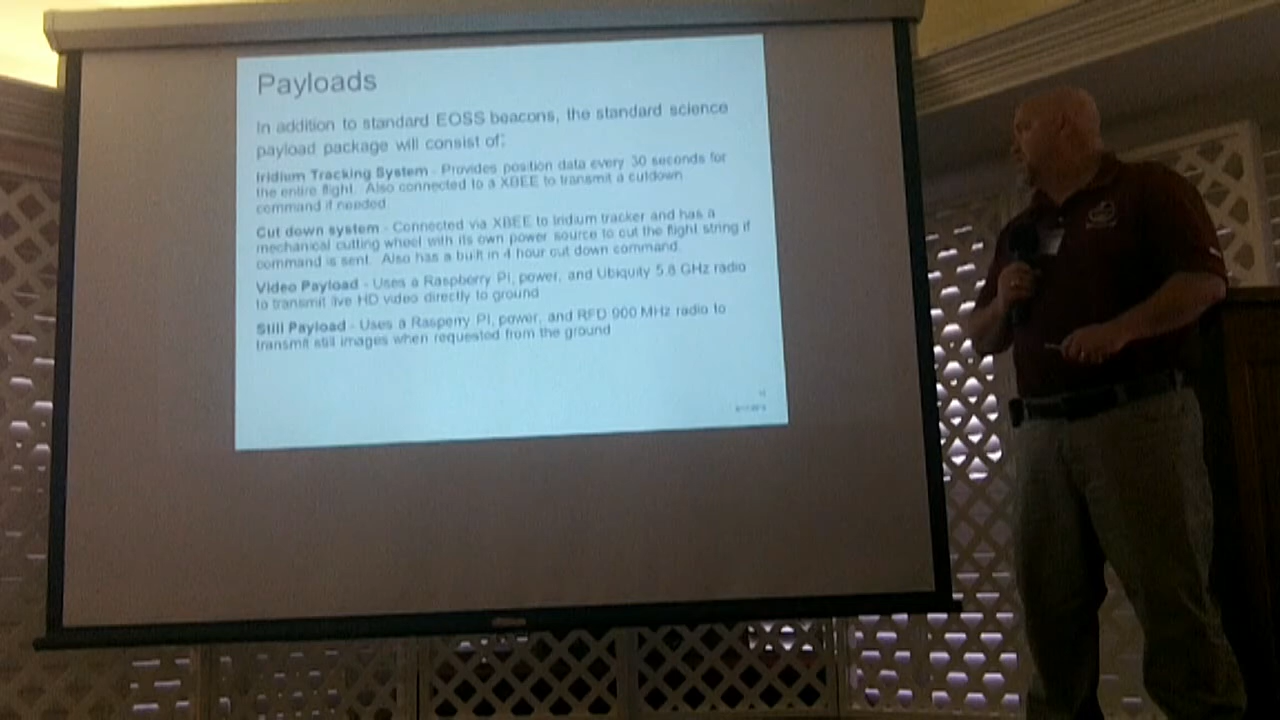 Payloads
In addition to standard EOSS beacons, the standard science
payload package will consist of:
Iridium Tracking System - Provides position data every 30 seconds for
the entire flight. Also connected to a XBEE to transmit a cutdown
command if needed.
Cut down system - Connected via XBEE to Iridium tracker and has a
mechanical cutting wheel with its own power source to cut the flight string if
command is sent. Also has a built in 4 hour cut down command.
Video Payload - Uses a Raspberry Pi, power, and Ubiquity 5.8 GHz radio
to transmit live HD video directly to ground
Still Payload - Uses a Rasperry Pi, power, and RFD 900 MHz radio to
transmit still images when requested from the ground